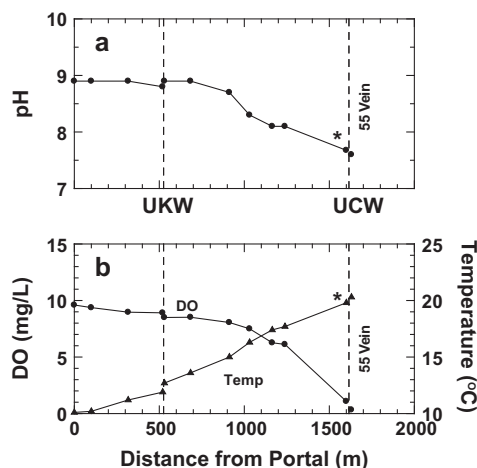 a
10
9
8
7
pH
*
55 Vein
UKW
UCW
b
15
10
5
0
DO (mg/L)
DO
Temp
*
55 Vein
25
20
15
10
Temperature (°C)
0
500
1000
1500
2000
Distance from Portal (m)